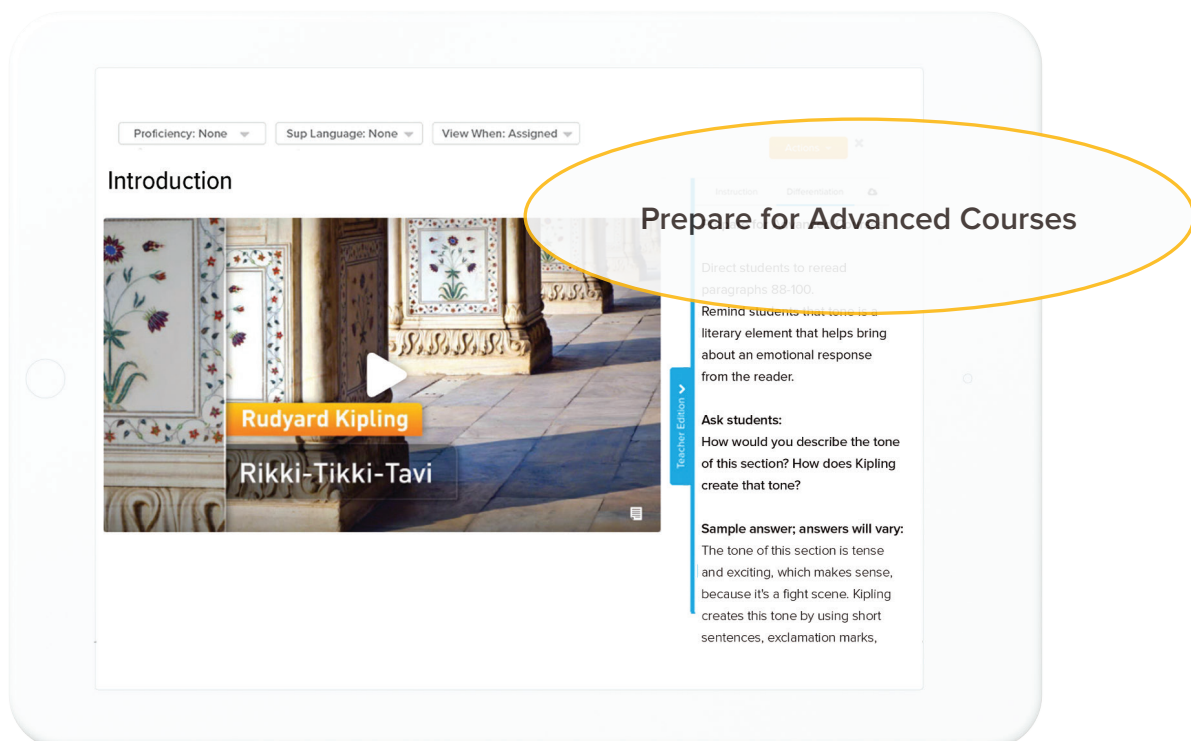 Proficiency: None
Sup Language: None
View When: Assigned
Actions
Introduction
Instruction
Differentiation
Prepare for Advanced Courses
Direct students to reread
paragraphs 88-100.
Remind students that tone is a
literary element that helps bring
about an emotional response
from the reader.
Ask students:
How would you describe the tone
of this section? How does Kipling
create that tone?
Sample answer; answers will vary:
The tone of this section is tense
and exciting, which makes sense,
because it's a fight scene. Kipling
creates this tone by using short
sentences, exclamation marks,
Teacher Edition
Rudyard Kipling
Rikki-Tikki-Tavi